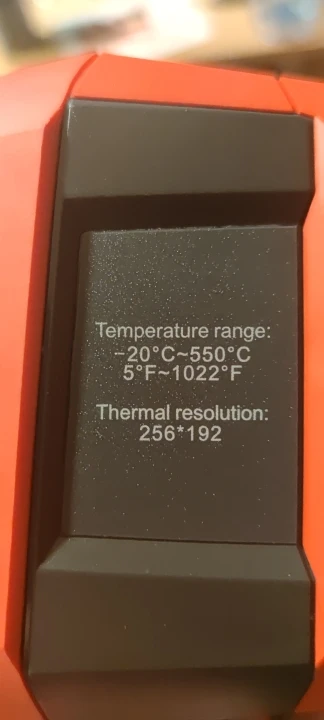 Temperature range:
−20°C~550°C
5°F~1022°F
Thermal resolution:
256*192